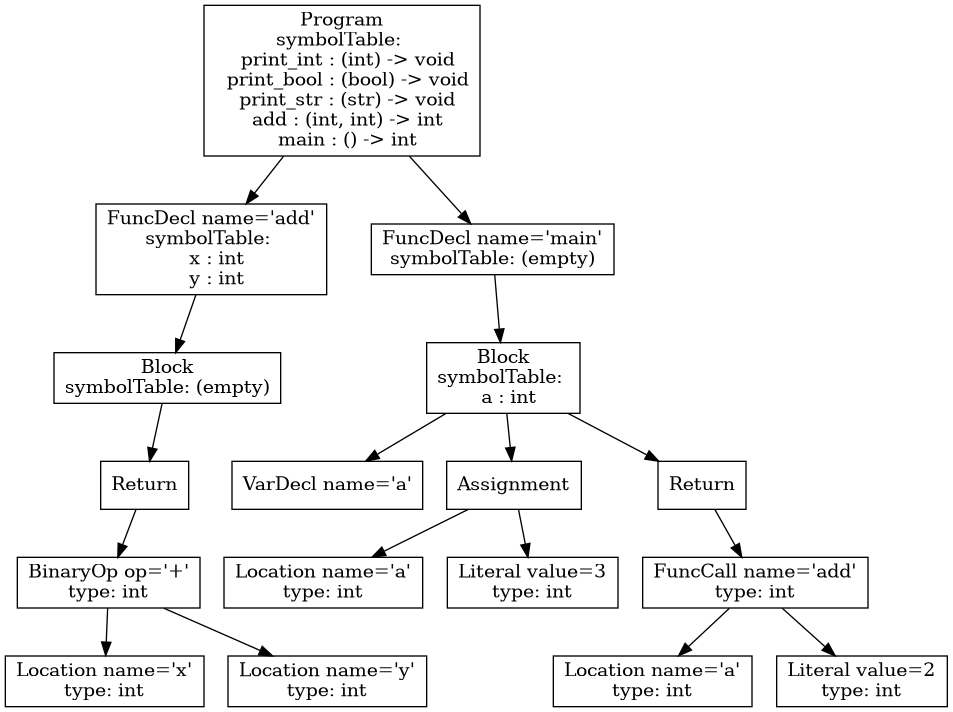 Program
symbolTable:
print_int : (int) -> void
print_bool : (bool) -> void
print_str : (str) -> void
add : (int, int) -> int
main : () -> int
FuncDecl name='add'
symbolTable:
x : int
y : int
FuncDecl name='main'
symbolTable: (empty)
Block
symbolTable: (empty)
Block
symbolTable:
a : int
Return
VarDecl name='a'
Assignment
Return
BinaryOp op='+'
type: int
Location name='a'
type: int
Literal value=3
type: int
FuncCall name='add'
type: int
Location name='x'
type: int
Location name='y'
type: int
Location name='a'
type: int
Literal value=2
type: int